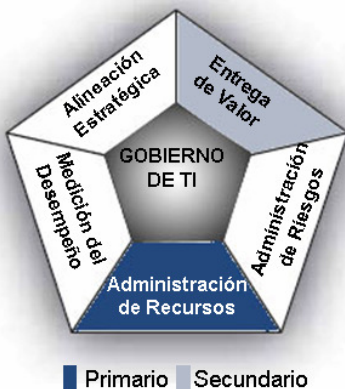 Alineación
Estratégica
Entrega
de Valor
GOBIERNO
DE TI
Medición del
Desempeño
Administración
de Riesgos
Administración
de Recursos
Primario
Secundario